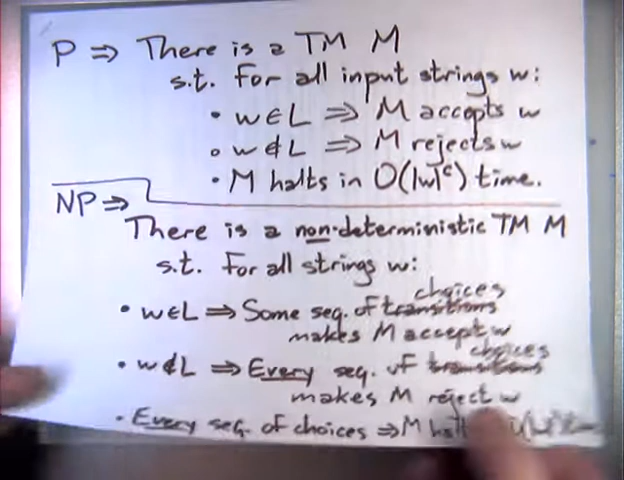 P ⇒ There is a TM M
s.t. For all input strings w:
• w∈L ⇒ M accepts w
• w∉L ⇒ M rejects w
• M halts in O(|w|^c) time.
NP ⇒
There is a non-deterministic TM M
s.t. For all strings w:
choices
• w∈L ⇒ Some seq. of transitions
makes M accept w
choices
• w∉L ⇒ Every seq. of transitions
makes M reject w
• Every seq. of choices ⇒ M